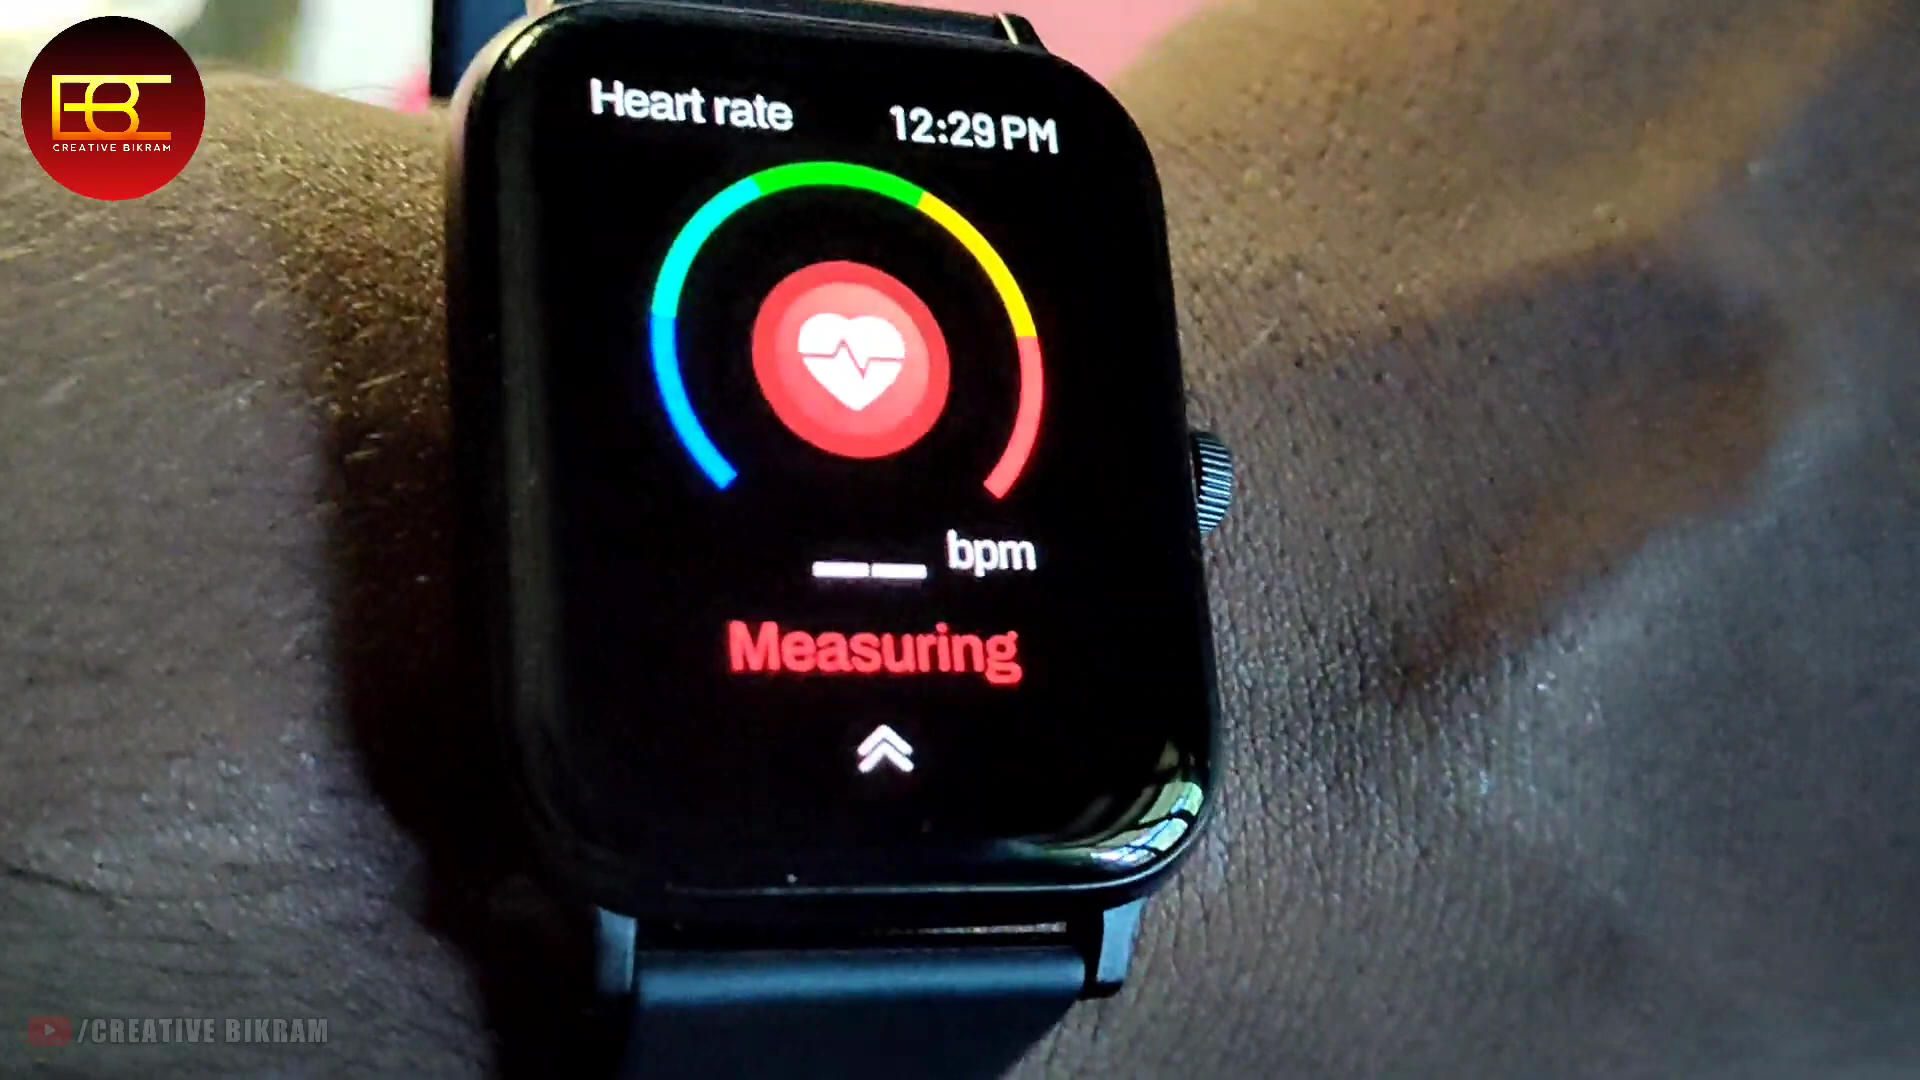 CREATIVE BIKRAM
Heart rate
12:29 PM
-- bpm
Measuring
/CREATIVE BIKRAM